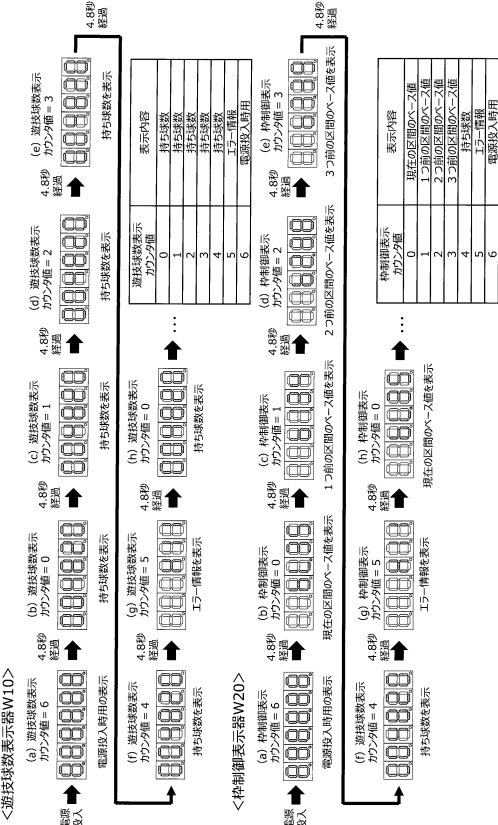 <遊技球数表示器W10>
電源
投入
(a) 遊技球数表示
カウンタ値 = 6
電源投入時用の表示
4.8秒
経過
(b) 遊技球数表示
カウンタ値 = 0
持ち球数を表示
4.8秒
経過
(c) 遊技球数表示
カウンタ値 = 1
持ち球数を表示
4.8秒
経過
(d) 遊技球数表示
カウンタ値 = 2
持ち球数を表示
4.8秒
経過
(e) 遊技球数表示
カウンタ値 = 3
持ち球数を表示
4.8秒
経過
(f) 遊技球数表示
カウンタ値 = 4
持ち球数を表示
4.8秒
経過
(g) 遊技球数表示
カウンタ値 = 5
エラー情報を表示
4.8秒
経過
(h) 遊技球数表示
カウンタ値 = 0
持ち球数を表示
…
遊技球数表示
カウンタ値 表示内容
0 持ち球数
1 持ち球数
2 持ち球数
3 持ち球数
4 持ち球数
5 エラー情報
6 電源投入時用
<枠制御表示器W20>
電源
投入
(a) 枠制御表示
カウンタ値 = 6
電源投入時用の表示
4.8秒
経過
(b) 枠制御表示
カウンタ値 = 0
現在の区間のベース値を表示
4.8秒
経過
(c) 枠制御表示
カウンタ値 = 1
1つ前の区間のベース値を表示
4.8秒
経過
(d) 枠制御表示
カウンタ値 = 2
2つ前の区間のベース値を表示
4.8秒
経過
(e) 枠制御表示
カウンタ値 = 3
3つ前の区間のベース値を表示
4.8秒
経過
(f) 遊技球数表示
カウンタ値 = 4
持ち球数を表示
4.8秒
経過
(g) 枠制御表示
カウンタ値 = 5
エラー情報を表示
4.8秒
経過
(h) 枠制御表示
カウンタ値 = 0
現在の区間のベース値を表示
…
枠制御表示
カウンタ値 表示内容
0 現在の区間のベース値
1 1つ前の区間のベース値
2 2つ前の区間のベース値
3 3つ前の区間のベース値
4 持ち球数
5 エラー情報
6 電源投入時用